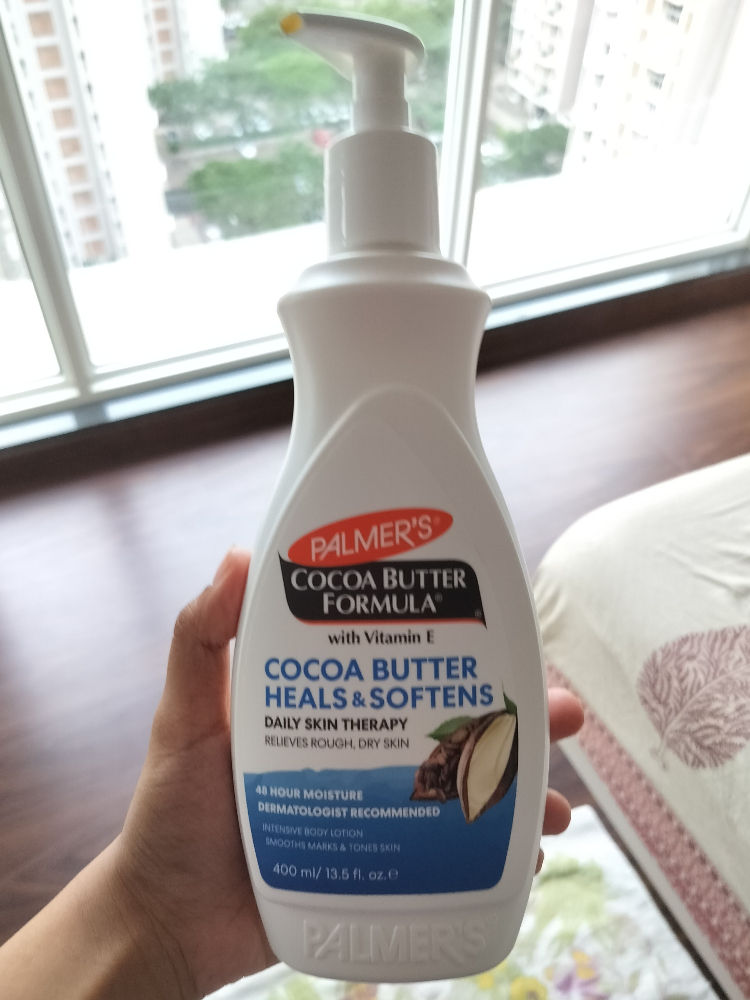 PALMER'S®
COCOA BUTTER
FORMULA®
with Vitamin E
COCOA BUTTER
HEALS & SOFTENS
DAILY SKIN THERAPY
RELIEVES ROUGH, DRY SKIN
48 HOUR MOISTURE
DERMATOLOGIST RECOMMENDED
INTENSIVE BODY LOTION
SMOOTHS MARKS & TONES SKIN
400 ml/ 13.5 fl. oz.℮
PALMER'S